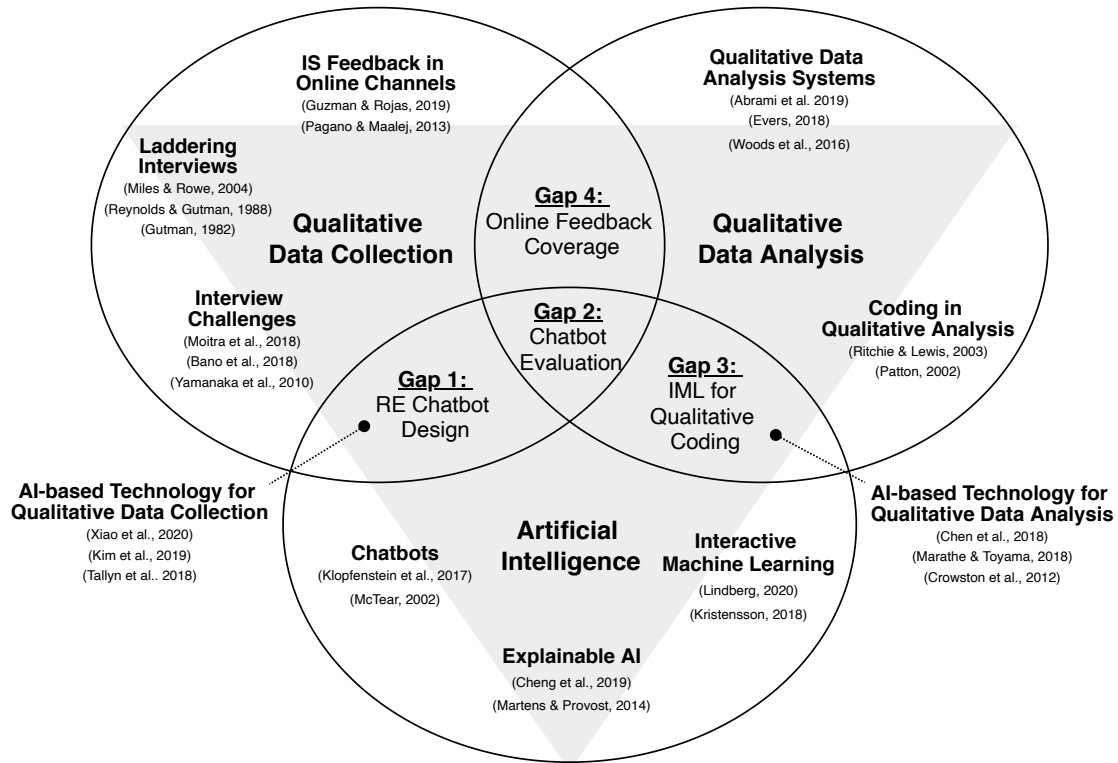 IS Feedback in
Online Channels
(Guzman & Rojas, 2019)
(Pagano & Maalej, 2013)
Qualitative Data
Analysis Systems
(Abrami et al. 2019)
(Evers, 2018)
(Woods et al., 2016)
Laddering
Interviews
(Miles & Rowe, 2004)
(Reynolds & Gutman, 1988)
(Gutman, 1982)
Qualitative
Data Collection
Gap 4:
Online Feedback
Coverage
Qualitative
Data Analysis
Interview
Challenges
(Moitra et al., 2018)
(Bano et al., 2018)
(Yamanaka et al., 2010)
Gap 2:
Chatbot
Evaluation
Coding in
Qualitative Analysis
(Ritchie & Lewis, 2003)
(Patton, 2002)
Gap 1:
RE Chatbot
Design
Gap 3:
IML for
Qualitative
Coding
AI-based Technology for
Qualitative Data Collection
(Xiao et al., 2020)
(Kim et al., 2019)
(Tallyn et al.. 2018)
AI-based Technology for
Qualitative Data Analysis
(Chen et al., 2018)
(Marathe & Toyama, 2018)
(Crowston et al., 2012)
Artificial
Intelligence
Chatbots
(Klopfenstein et al., 2017)
(McTear, 2002)
Interactive
Machine Learning
(Lindberg, 2020)
(Kristensson, 2018)
Explainable AI
(Cheng et al., 2019)
(Martens & Provost, 2014)